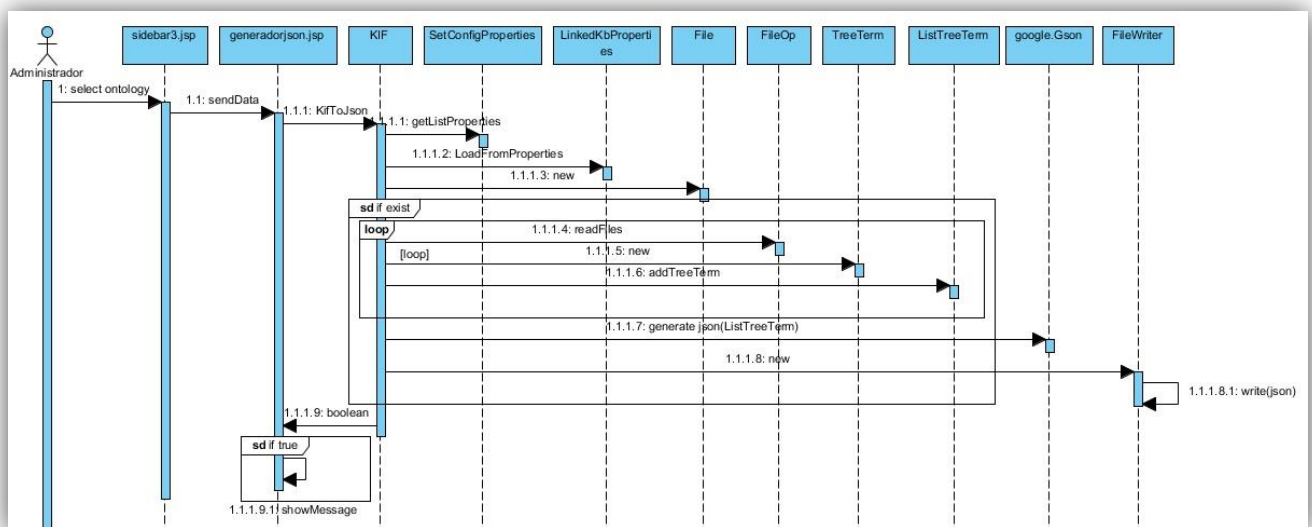 sidebar3.jsp
generadorjson.jsp
KIF
SetConfigProperties
LinkedKbProperti
es
File
FileOp
TreeTerm
ListTreeTerm
google.Gson
FileWriter
Administrador
1: select ontology
1.1: sendData
1.1.1: KifToJson
1.1.1.1: getListProperties
1.1.1.2: LoadFromProperties
1.1.1.3: new
sd if exist
loop
1.1.1.4: readFiles
[loop]
1.1.1.5: new
1.1.1.6: addTreeTerm
1.1.1.7: generate json(ListTreeTerm)
1.1.1.8: new
1.1.1.8.1: write(json)
1.1.1.9: boolean
sd if true
1.1.1.9.1: showMessage